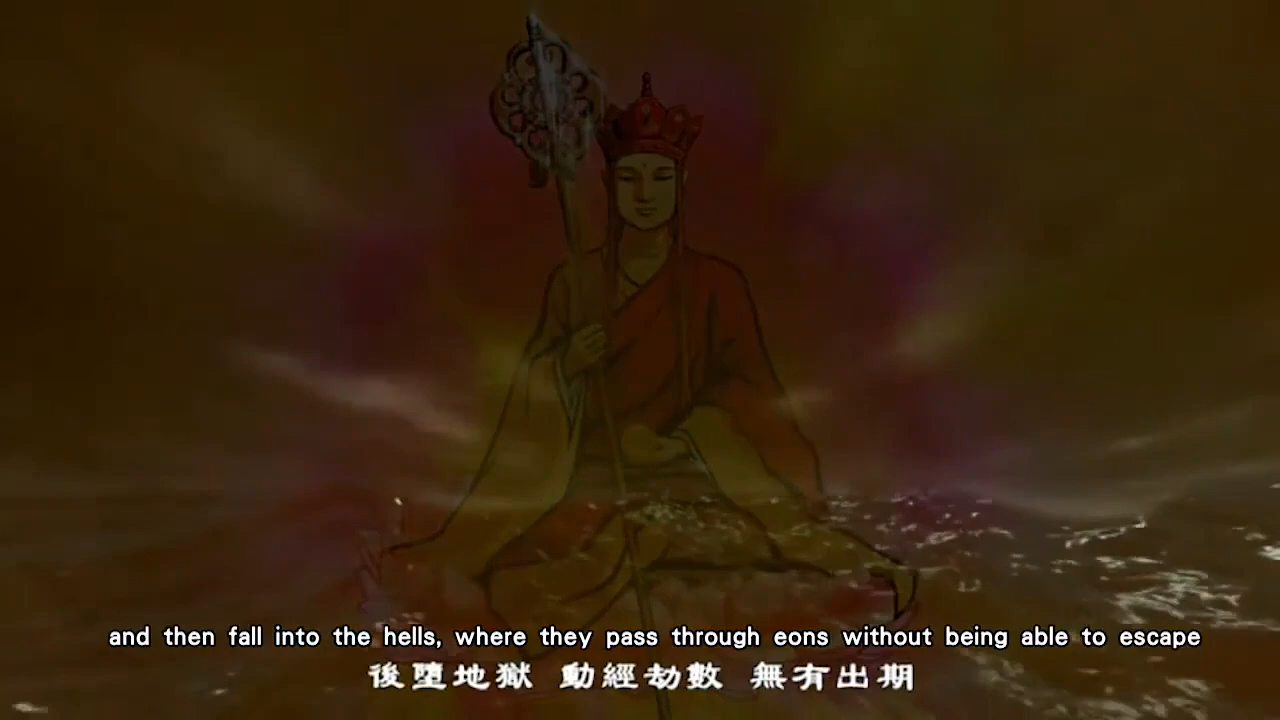 and then fall into the hells, where they pass through eons without being able to escape
後墮地獄 動經劫數 無有出期